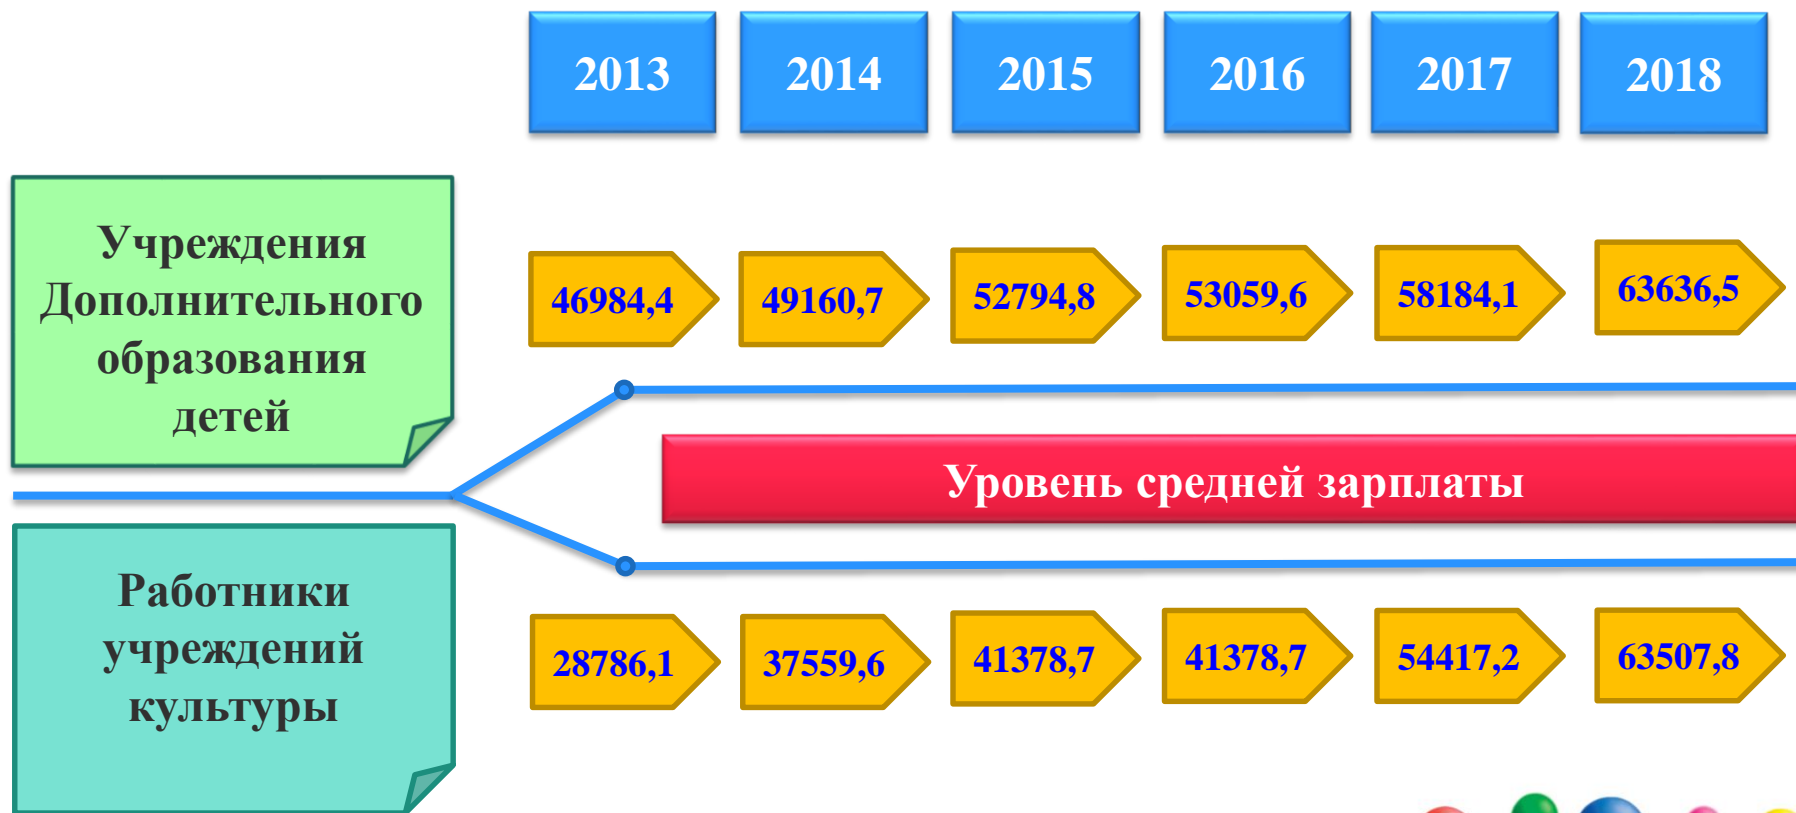 2013 2014 2015 2016 2017 2018
Учреждения
Дополнительного
образования
детей
46984,4 49160,7 52794,8 53059,6 58184,1 63636,5
Уровень средней зарплаты
Работники
учреждений
культуры
28786,1 37559,6 41378,7 41378,7 54417,2 63507,8